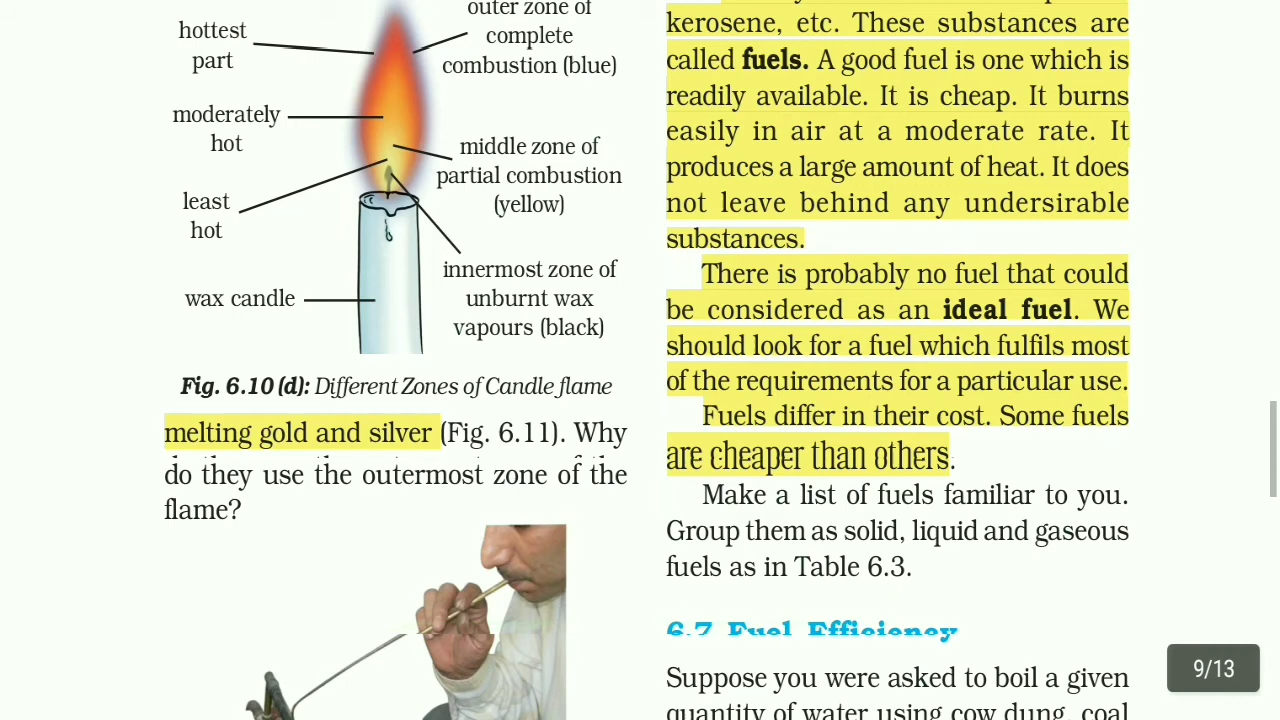 hottest
part
moderately
hot
least
hot
wax candle
outer zone of
complete
combustion (blue)
middle zone of
partial combustion
(yellow)
innermost zone of
unburnt wax
vapours (black)
Fig. 6.10 (d): Different Zones of Candle flame
melting gold and silver (Fig. 6.11). Why
do they use the outermost zone of the
flame?
kerosene, etc. These substances are
called fuels. A good fuel is one which is
readily available. It is cheap. It burns
easily in air at a moderate rate. It
produces a large amount of heat. It does
not leave behind any undersirable
substances.
There is probably no fuel that could
be considered as an ideal fuel. We
should look for a fuel which fulfils most
of the requirements for a particular use.
Fuels differ in their cost. Some fuels
are cheaper than others.
Make a list of fuels familiar to you.
Group them as solid, liquid and gaseous
fuels as in Table 6.3.
6.7 Fuel Efficiency
Suppose you were asked to boil a given
quantity of water using cow dung, coal
9/13